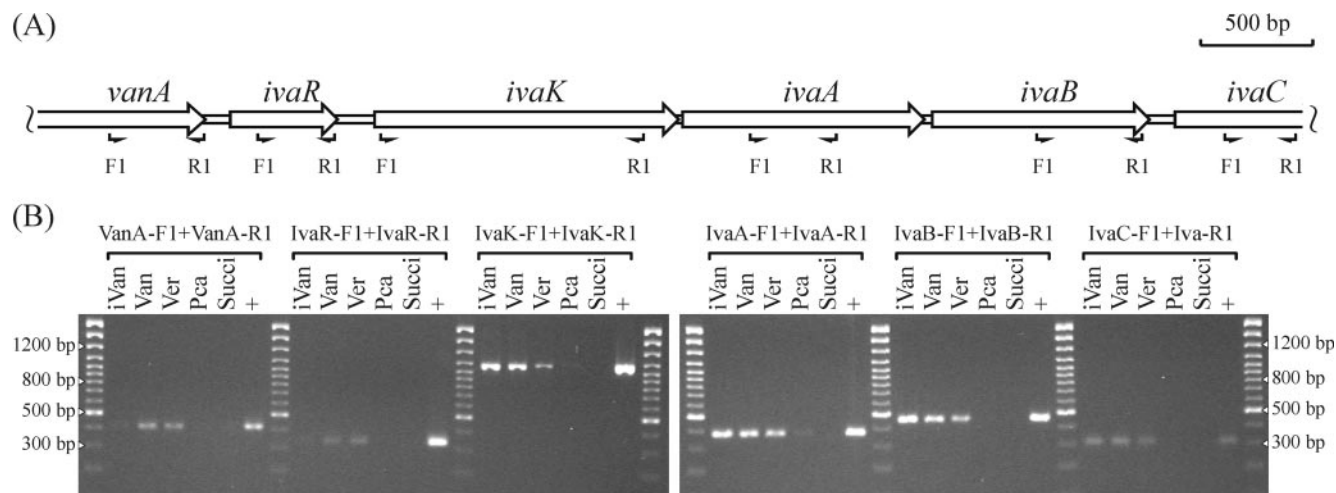 (A)
500 bp
vanA ivaR ivaK ivaA ivaB ivaC
F1 R1 F1 R1 F1 R1 F1 R1 F1 R1 F1 R1
(B)
VanA-F1+VanA-R1 IvaR-F1+IvaR-R1 IvaK-F1+IvaK-R1 IvaA-F1+IvaA-R1 IvaB-F1+IvaB-R1 IvaC-F1+Iva-R1
iVan Van Ver Pca Succi + iVan Van Ver Pca Succi + iVan Van Ver Pca Succi + iVan Van Ver Pca Succi + iVan Van Ver Pca Succi + iVan Van Ver Pca Succi +
1200 bp 1200 bp
800 bp 800 bp
500 bp 500 bp
300 bp 300 bp